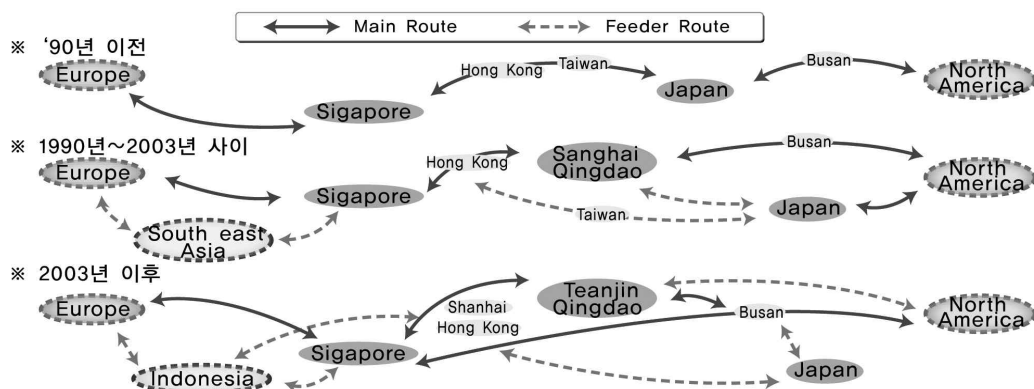 Main Route
Feeder Route
※ '90년 이전
Europe
Sigapore
Hong Kong
Taiwan
Japan
Busan
North
America
※ 1990년~2003년 사이
Europe
South east
Asia
Sigapore
Hong Kong
Sanghai
Qingdao
Taiwan
Busan
Japan
North
America
※ 2003년 이후
Europe
Indonesia
Sigapore
Shanhai
Hong Kong
Teanjin
Qingdao
Busan
Japan
North
America